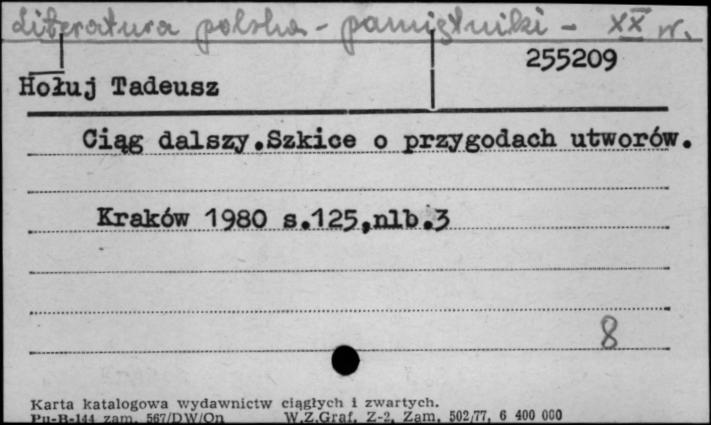 Literatura polska - pamiętniki - XX w.
255209
Hołuj Tadeusz
Ciąg dalszy.Szkice o przygodach utworów.
Kraków 1980 s.125,nlb.3
8
Karta katalogowa wydawnictw ciągłych i zwartych.
Pu-B-144 zam. 567/DW/On W.Z.Graf. Z-2, Zam. 502/77, 6 400 000